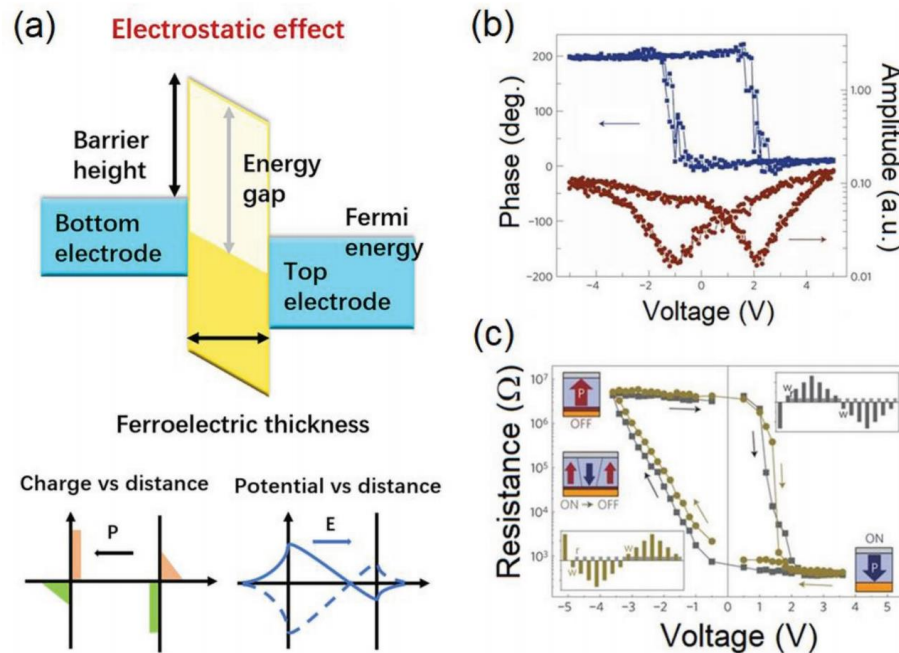 (a)
Electrostatic effect
Barrier
height
Energy
gap
Bottom
electrode
Fermi
energy
Top
electrode
Ferroelectric thickness
Charge vs distance
P
Potential vs distance
E
(b)
Phase (deg.)
200
100
0
-100
-200
Amplitude (a.u.)
1.00
0.10
0.01
-4
-2
0
2
4
Voltage (V)
(c)
Resistance (Ω)
10⁷
10⁶
10⁵
10⁴
10³
P
OFF
ON → OFF
w
w
r
w
w
ON
P
-5
-4
-3
-2
-1
0
1
2
3
4
5
Voltage (V)